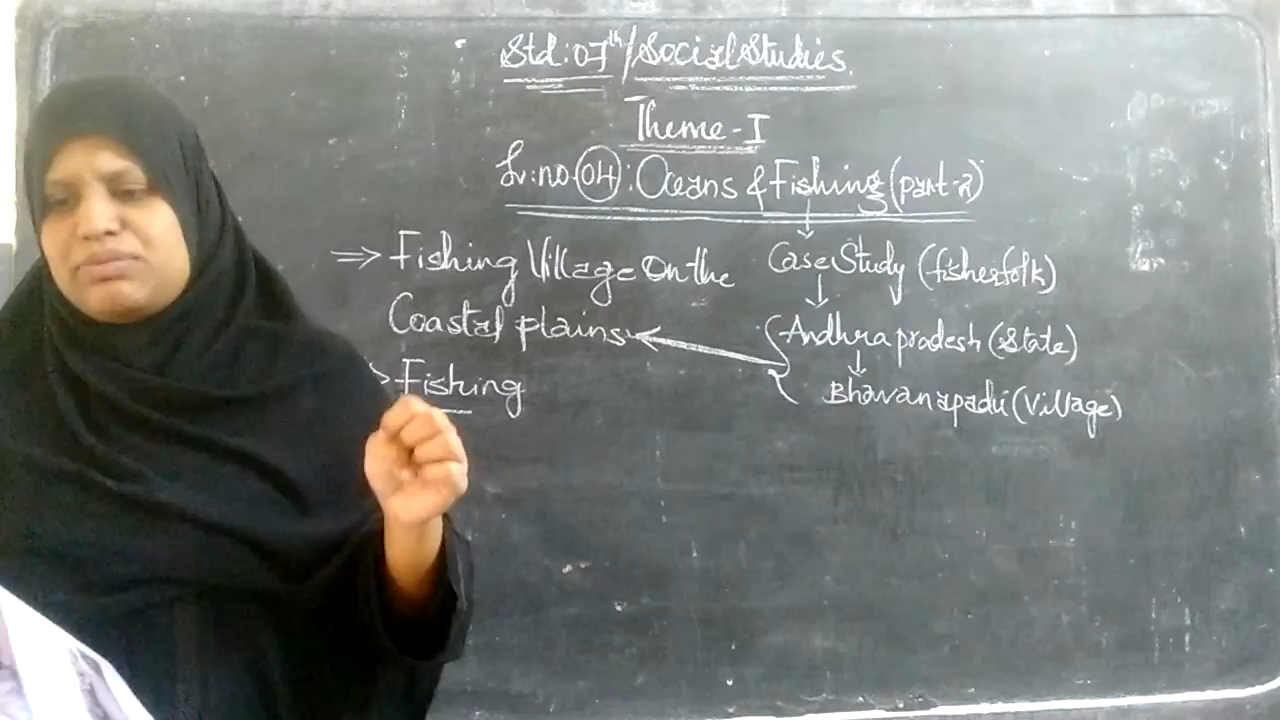 Std:07th/Social Studies.
Theme-I
Lr.no.04: Oceans & Fishing (part-2)
⇒ Fishing Village On the
Coastal plains
Fishing
Case Study (fisherfolk)
Andhra pradesh (State)
Bhavanapadu (Village)